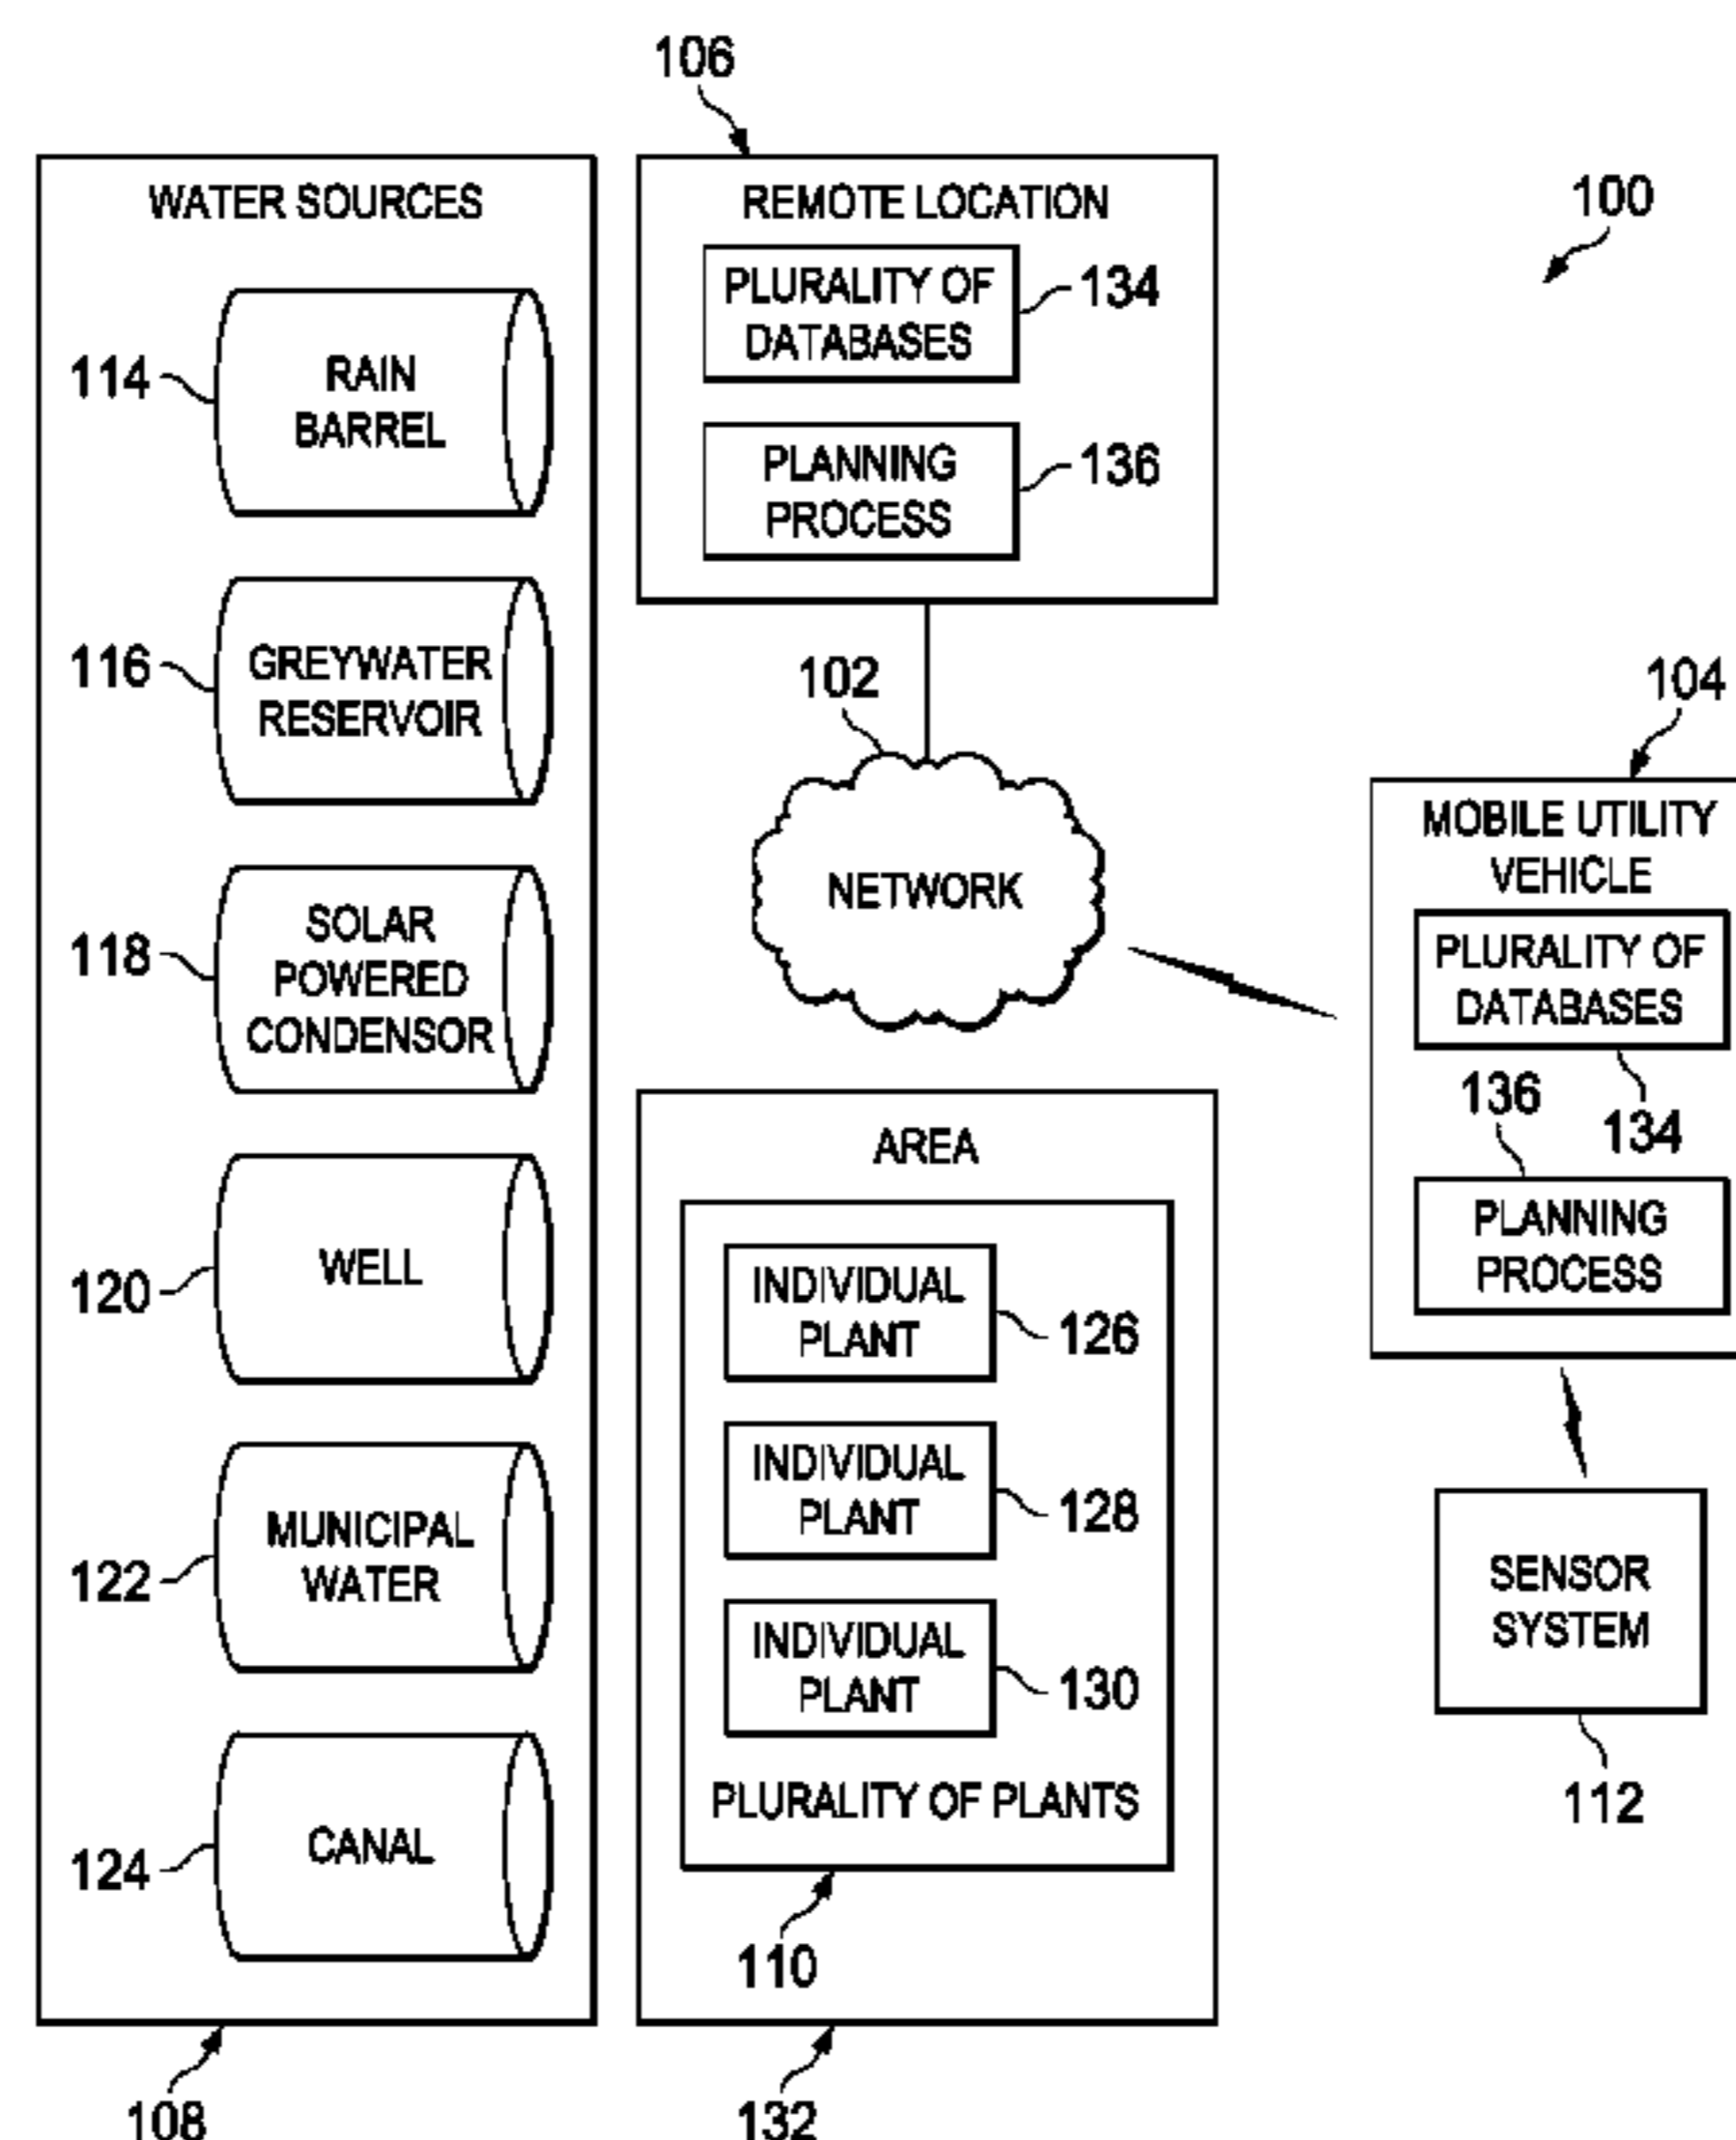 106
WATER SOURCES
114
RAIN
BARREL
116
GREYWATER
RESERVOIR
118
SOLAR
POWERED
CONDENSOR
120
WELL
122
MUNICIPAL
WATER
124
CANAL
108
REMOTE LOCATION
PLURALITY OF
DATABASES
134
PLANNING
PROCESS
136
100
102
NETWORK
104
MOBILE UTILITY
VEHICLE
PLURALITY OF
DATABASES
134
136
PLANNING
PROCESS
SENSOR
SYSTEM
112
AREA
INDIVIDUAL
PLANT
126
INDIVIDUAL
PLANT
128
INDIVIDUAL
PLANT
130
PLURALITY OF PLANTS
110
132